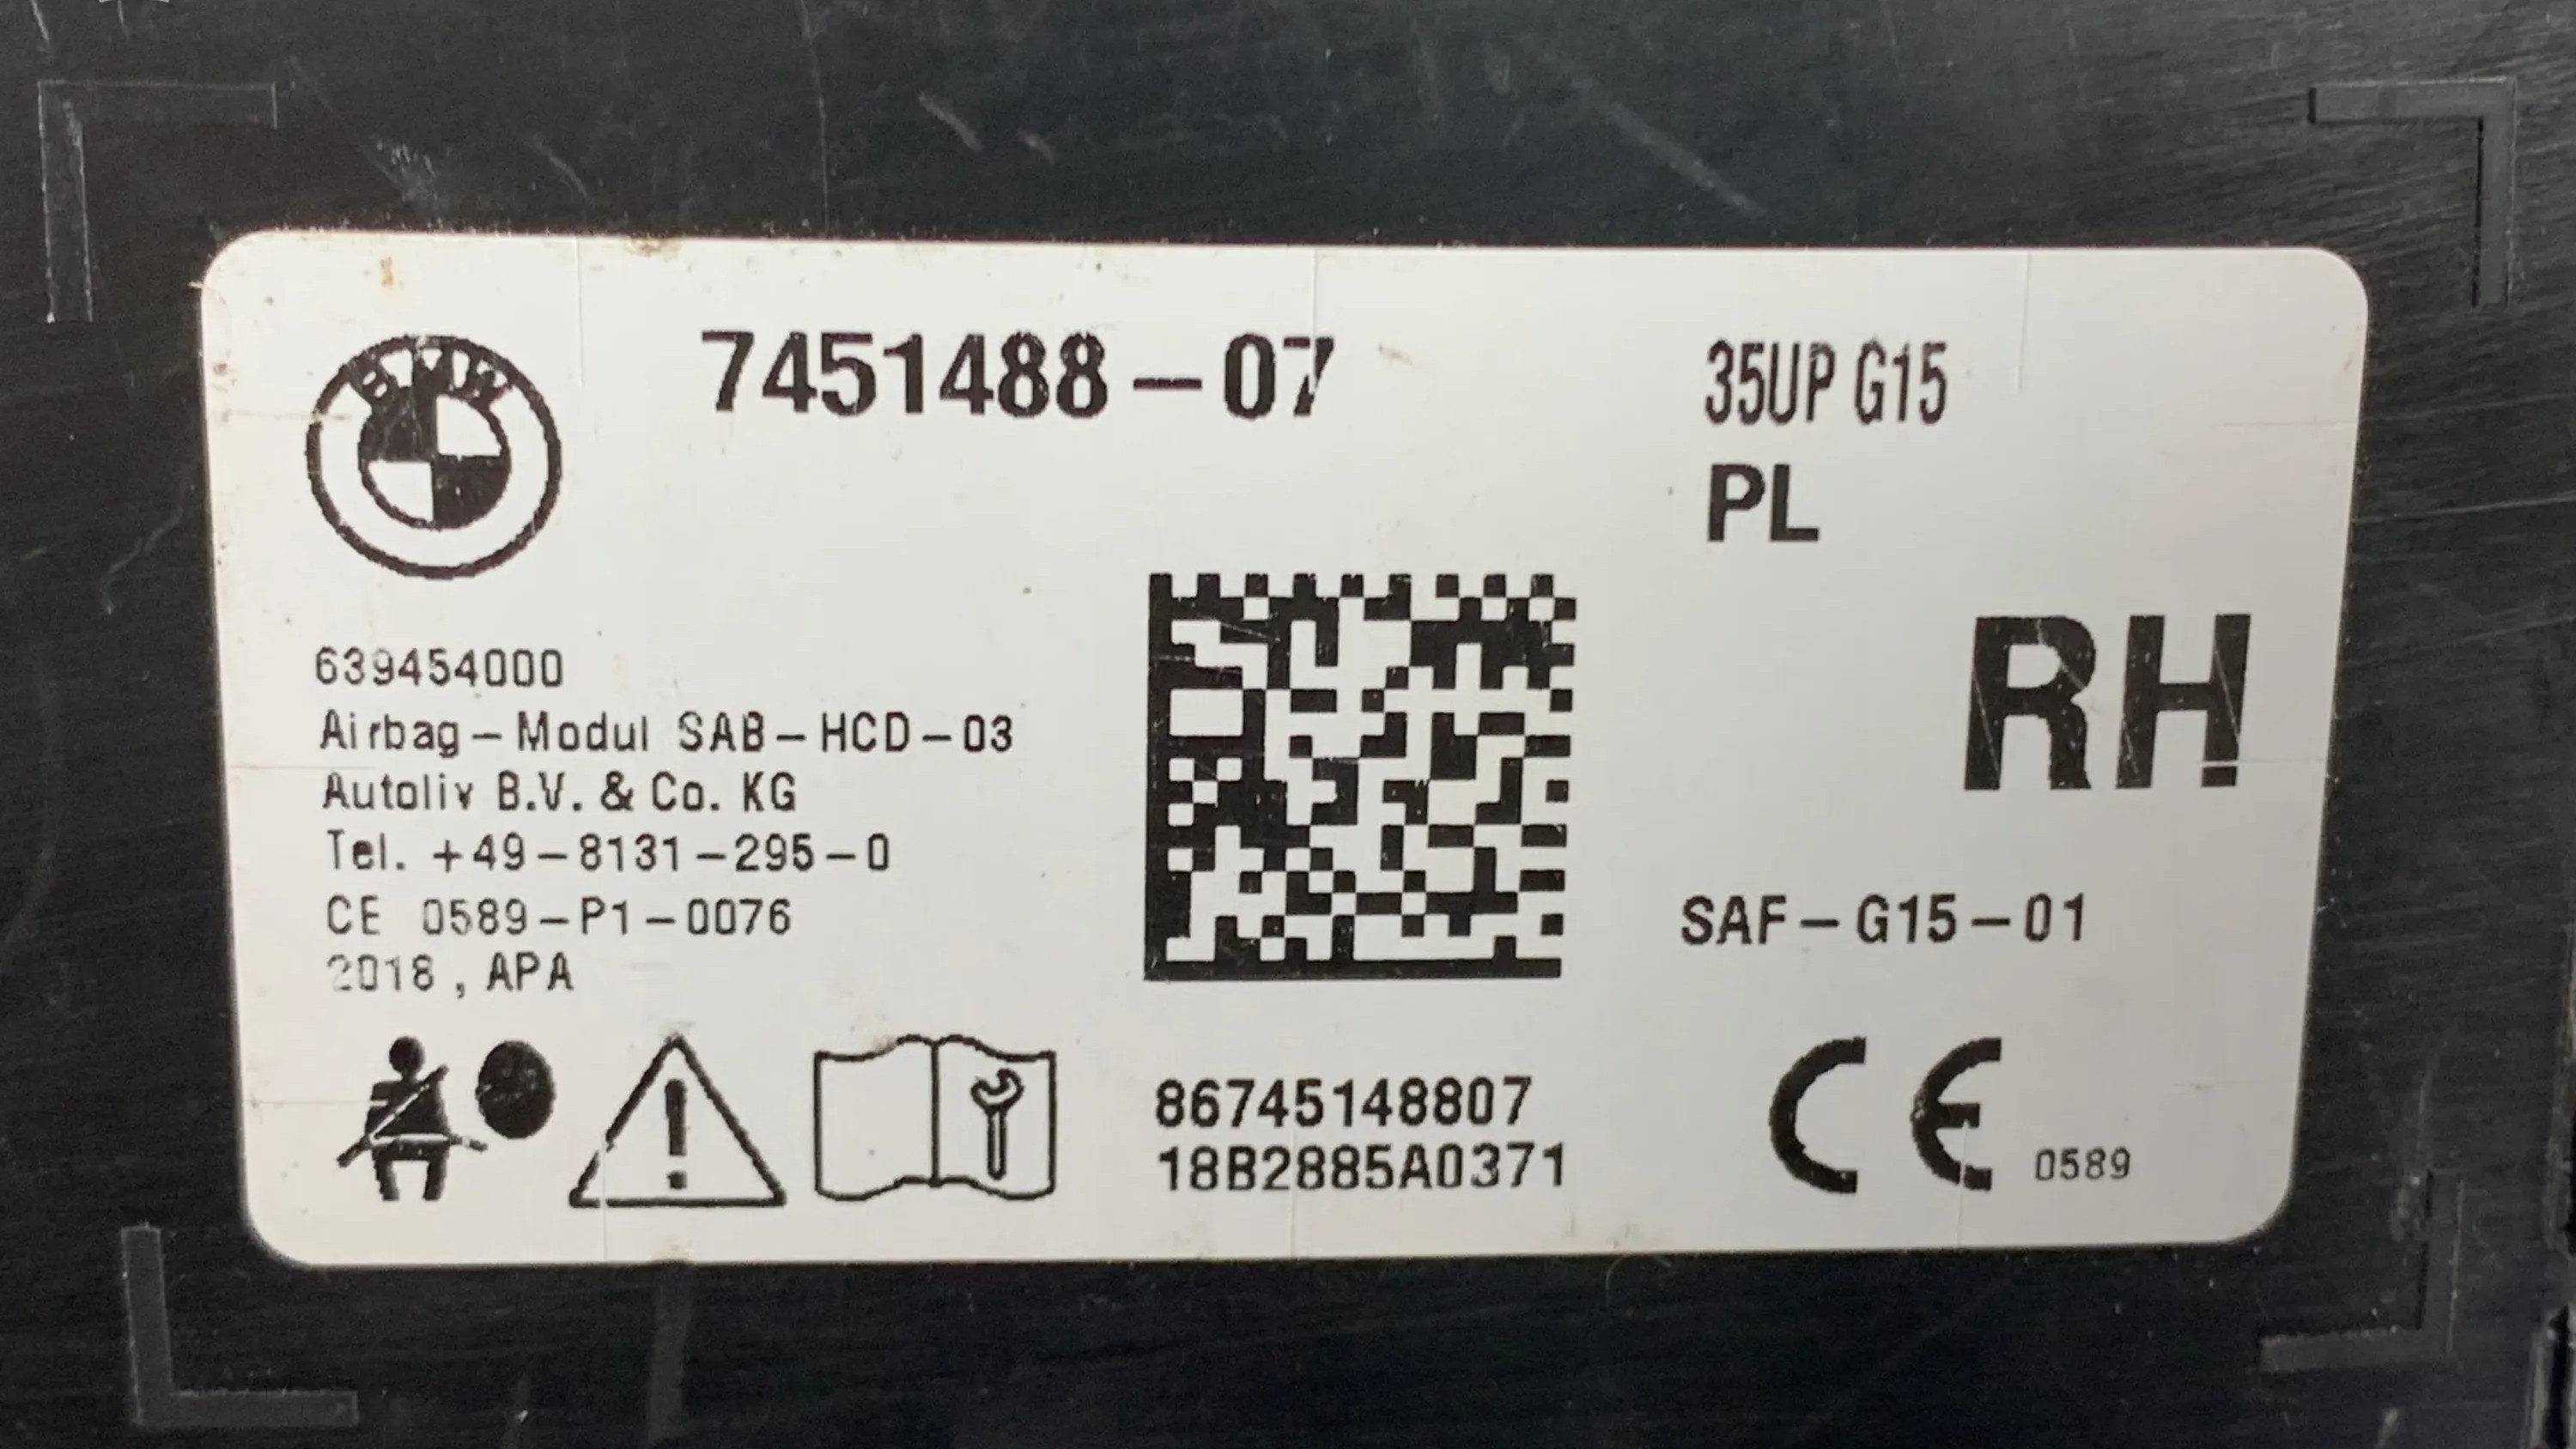 BMW
7451488-07
35UP G15
PL
RH
639454000
Airbag-Modul SAB-HCD-03
Autoliv B.V. & Co. KG
Tel. +49-8131-295-0
CE 0589-P1-0076
2018, APA
SAF-G15-01
86745148807
18B2885A0371
CE 0589